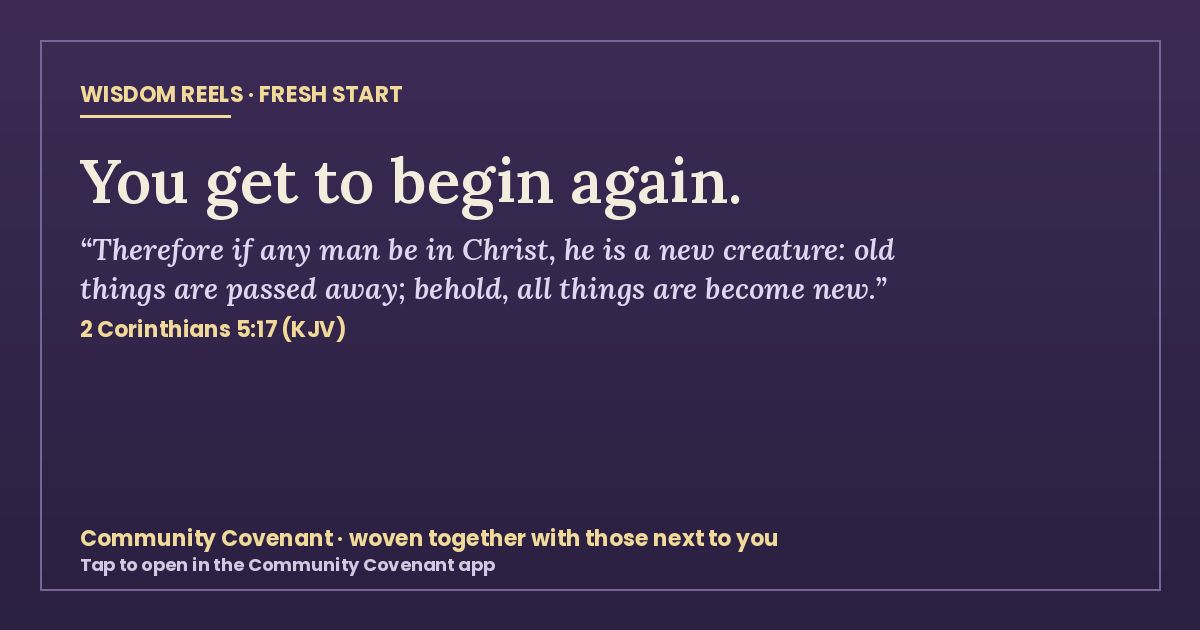 WISDOM REELS · FRESH START
You get to begin again.
“Therefore if any man be in Christ, he is a new creature: old
things are passed away; behold, all things are become new.”
2 Corinthians 5:17 (KJV)
Community Covenant · woven together with those next to you
Tap to open in the Community Covenant app